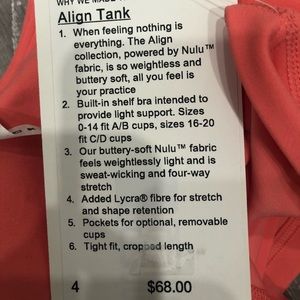 WHY WE MADE
Align Tank
1. When feeling nothing is
everything. The Align
collection, powered by Nulu™
fabric, is so weightless and
buttery soft, all you feel is
your practice
2. Built-in shelf bra intended to
provide light support. Sizes
0-14 fit A/B cups, sizes 16-20
fit C/D cups
3. Our buttery-soft Nulu™ fabric
feels weightlessly light and is
sweat-wicking and four-way
stretch
4. Added Lycra® fibre for stretch
and shape retention
5. Pockets for optional, removable
cups
6. Tight fit, cropped length
4 $68.00